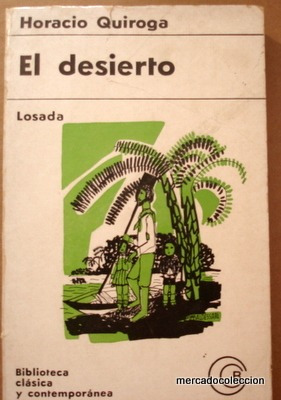 Horacio Quiroga
El desierto
Losada
Biblioteca
clásica
y contemporánea
mercadocoleccion